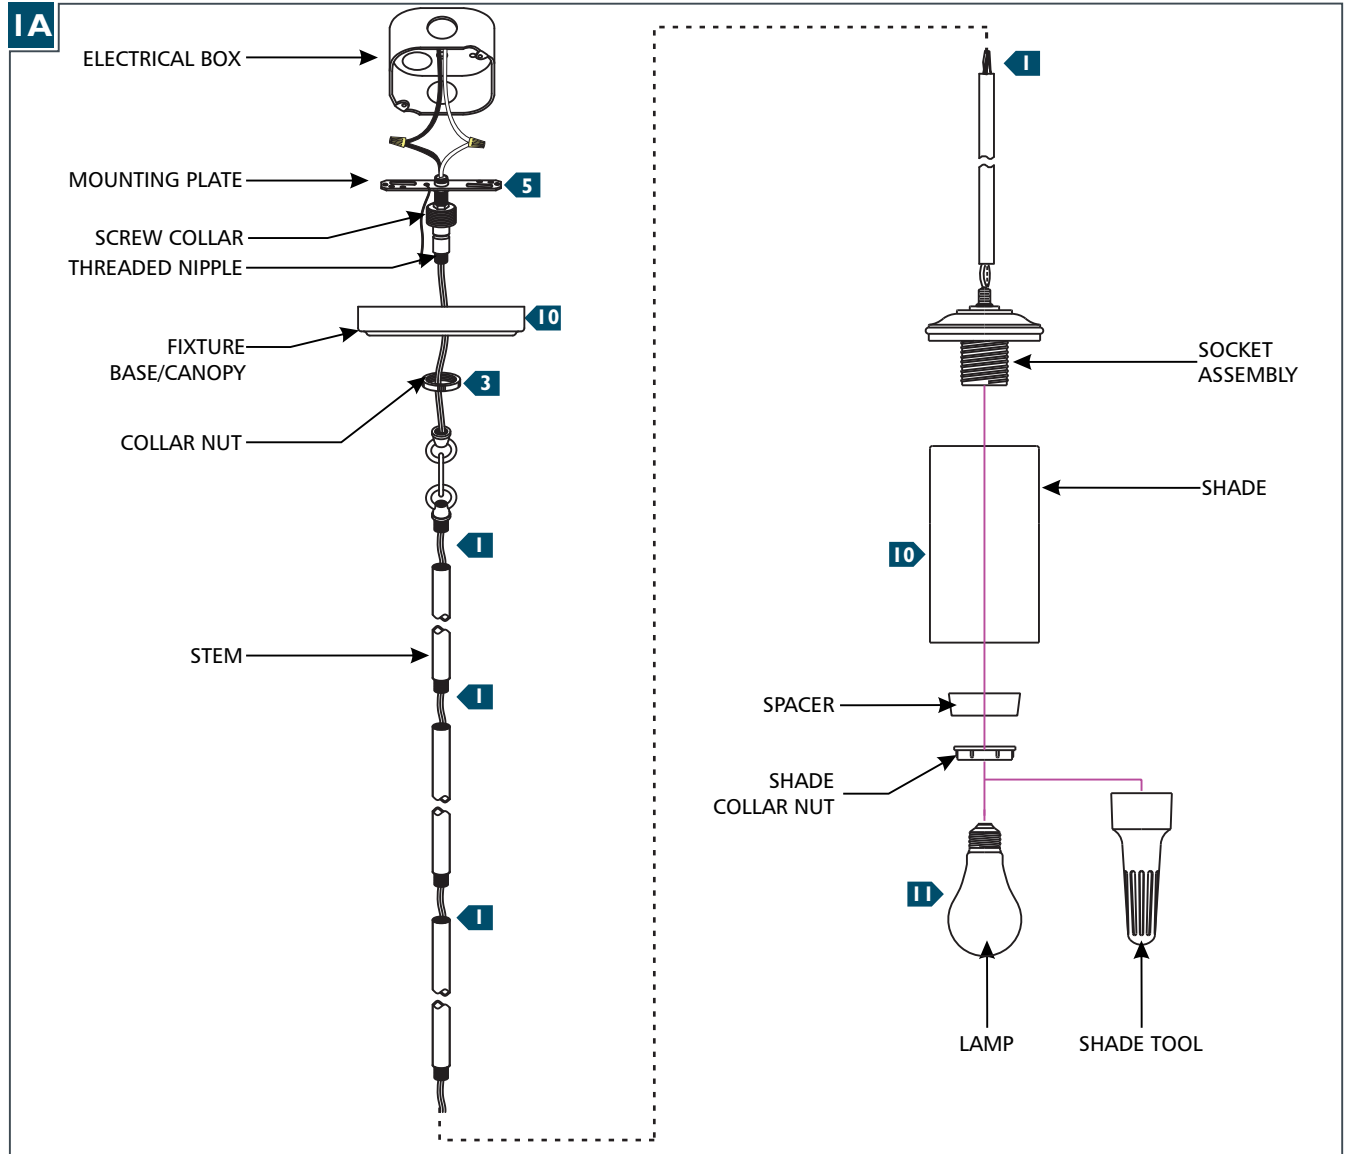 1A
ELECTRICAL BOX
MOUNTING PLATE
5
SCREW COLLAR
THREADED NIPPLE
10
FIXTURE
BASE/CANOPY
3
COLLAR NUT
1
STEM
1
1
1
SOCKET
ASSEMBLY
SHADE
10
SPACER
SHADE
COLLAR NUT
11
LAMP
SHADE TOOL